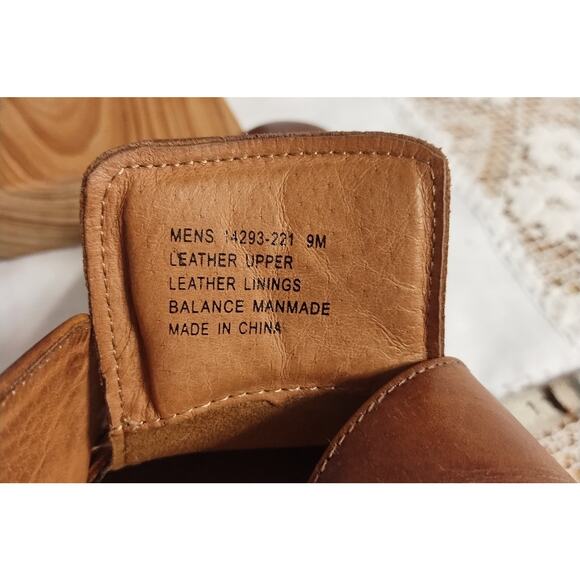 MENS 14293-221 9M
LEATHER UPPER
LEATHER LININGS
BALANCE MANMADE
MADE IN CHINA